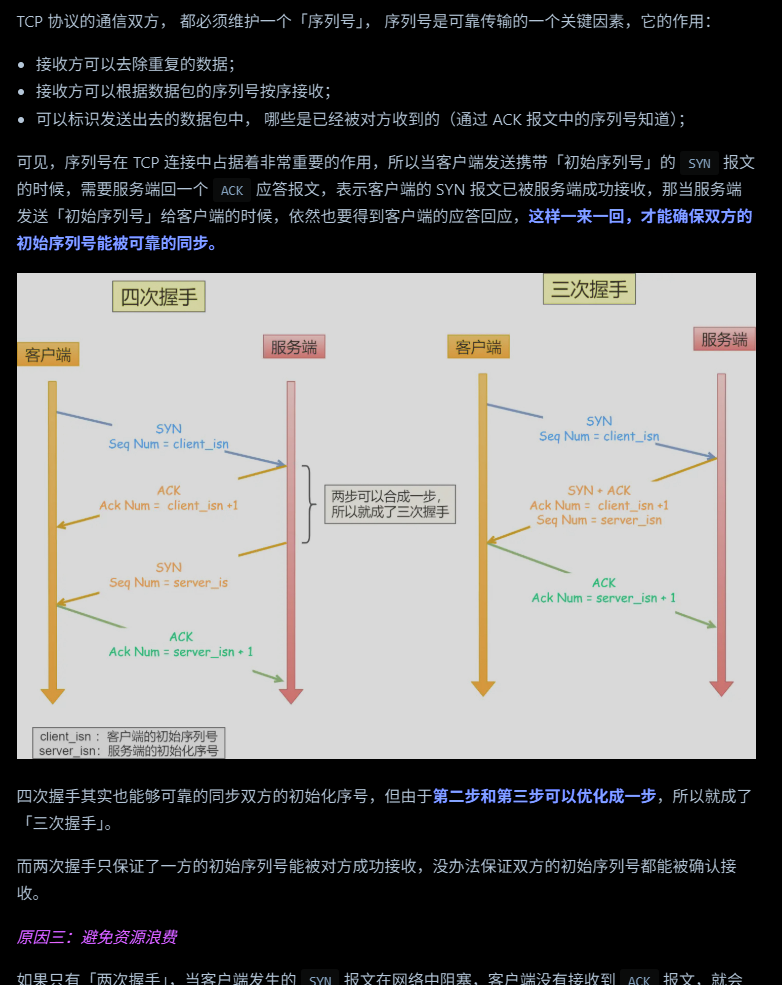 TCP 协议的通信双方， 都必须维护一个「序列号」， 序列号是可靠传输的一个关键因素，它的作用：
接收方可以去除重复的数据；
接收方可以根据数据包的序列号按序接收；
可以标识发送出去的数据包中， 哪些是已经被对方收到的（通过 ACK 报文中的序列号知道）；
可见，序列号在 TCP 连接中占据着非常重要的作用，所以当客户端发送携带「初始序列号」的 SYN 报文
的时候，需要服务端回一个 ACK 应答报文，表示客户端的 SYN 报文已被服务端成功接收，那当服务端
发送「初始序列号」给客户端的时候，依然也要得到客户端的应答回应，这样一来一回，才能确保双方的
初始序列号能被可靠的同步。
四次握手
客户端
服务端
SYN
Seq Num = client_isn
ACK
Ack Num = client_isn +1
SYN
Seq Num = server_is
ACK
Ack Num = server_isn + 1
两步可以合成一步，
所以就成了三次握手
三次握手
客户端
服务端
SYN
Seq Num = client_isn
SYN + ACK
Ack Num = client_isn +1
Seq Num = server_isn
ACK
Ack Num = server_isn + 1
client_isn ：客户端的初始序列号
server_isn：服务端的初始化序号
四次握手其实也能够可靠的同步双方的初始化序号，但由于第二步和第三步可以优化成一步，所以就成了
「三次握手」。
而两次握手只保证了一方的初始序列号能被对方成功接收，没办法保证双方的初始序列号都能被确认接
收。
原因三：避免资源浪费
如果只有「两次握手」，当客户端发生的 SYN 报文在网络中阻塞，客户端没有接收到 ACK 报文，就会